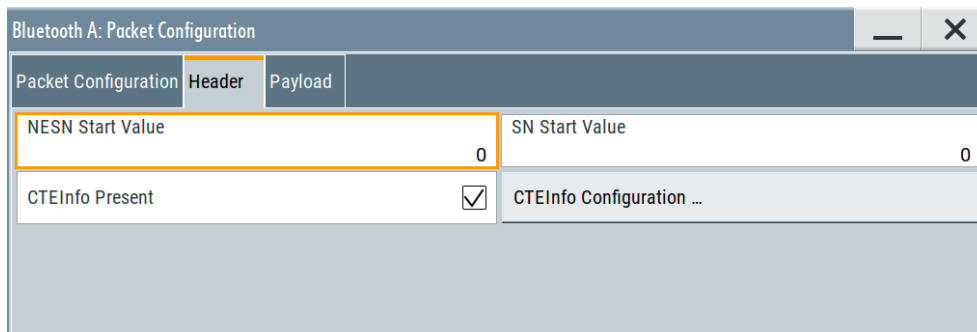 Bluetooth A: Packet Configuration
Packet Configuration Header Payload
NESN Start Value SN Start Value
0 0
CTEInfo Present CTEInfo Configuration ...